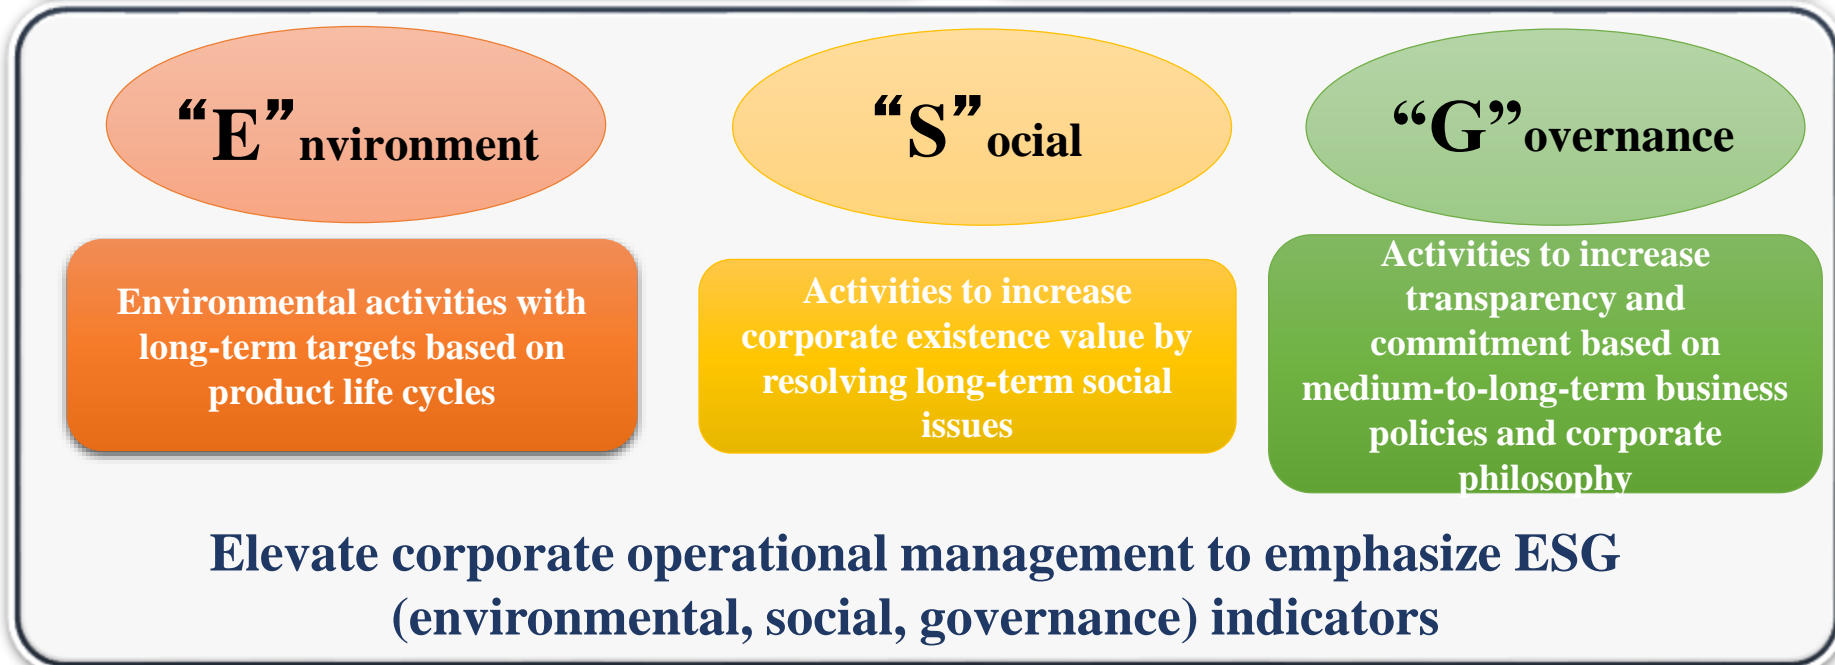 “E”nvironment
“S”ocial
“G”overnance
Environmental activities with
long-term targets based on
product life cycles
Activities to increase
corporate existence value by
resolving long-term social
issues
Activities to increase
transparency and
commitment based on
medium-to-long-term business
policies and corporate
philosophy
Elevate corporate operational management to emphasize ESG
(environmental, social, governance) indicators